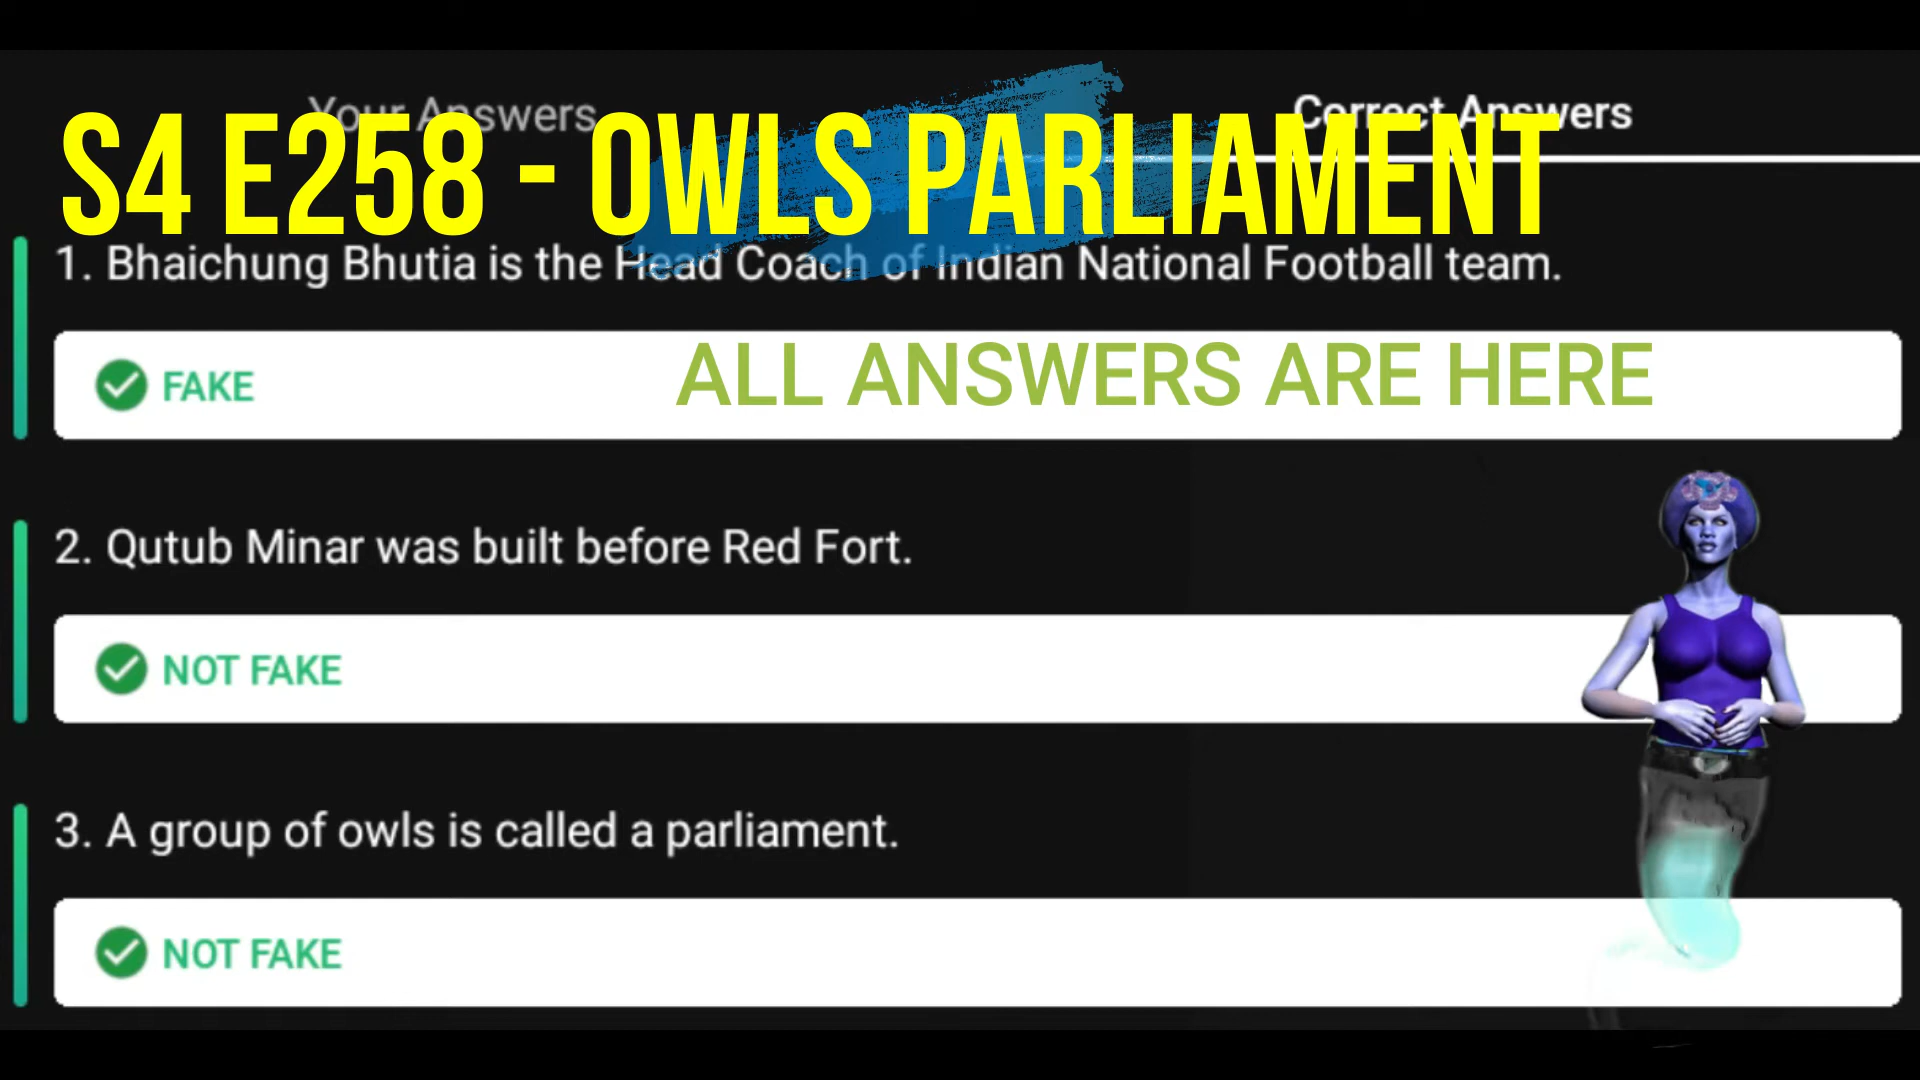 Your Answers
Correct Answers
S4 E258 - OWLS PARLIAMENT
1. Bhaichung Bhutia is the Head Coach of Indian National Football team.
FAKE
ALL ANSWERS ARE HERE
2. Qutub Minar was built before Red Fort.
NOT FAKE
3. A group of owls is called a parliament.
NOT FAKE